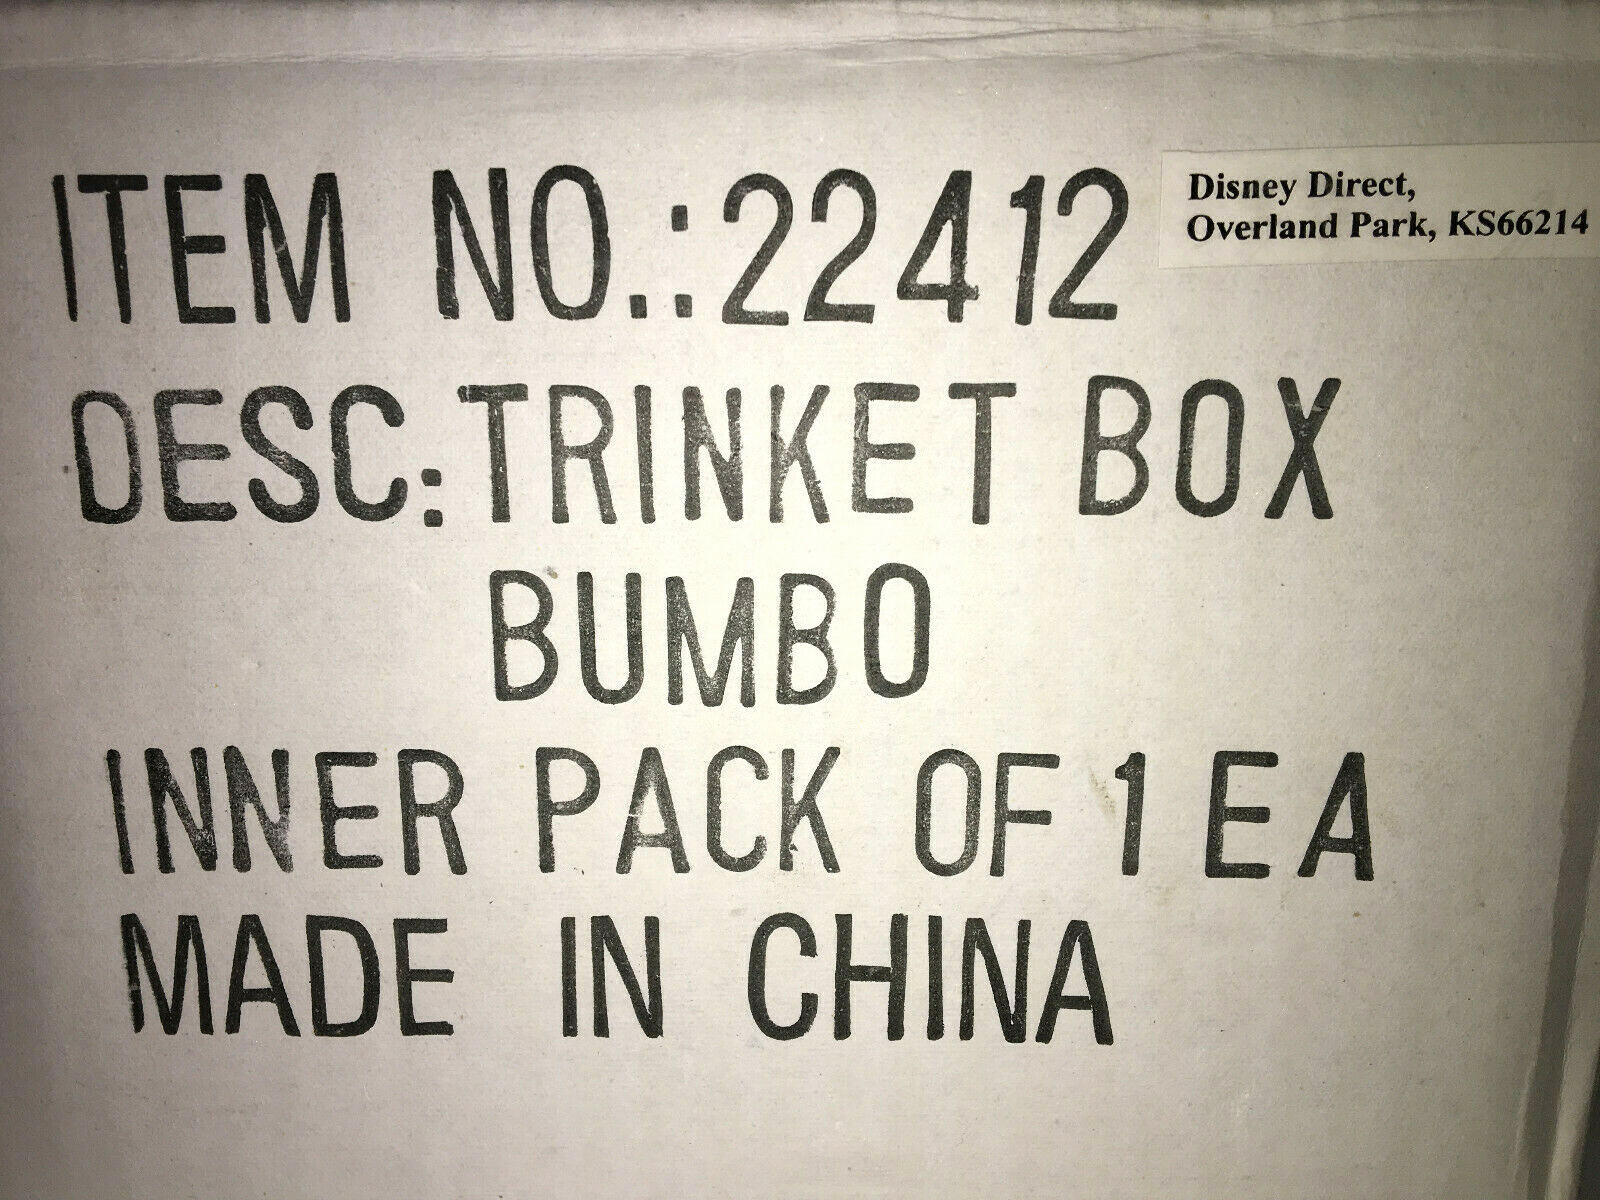 ITEM NO.:22412
Disney Direct,
Overland Park, KS66214
DESC:TRINKET BOX
BUMBO
INNER PACK OF 1 EA
MADE IN CHINA